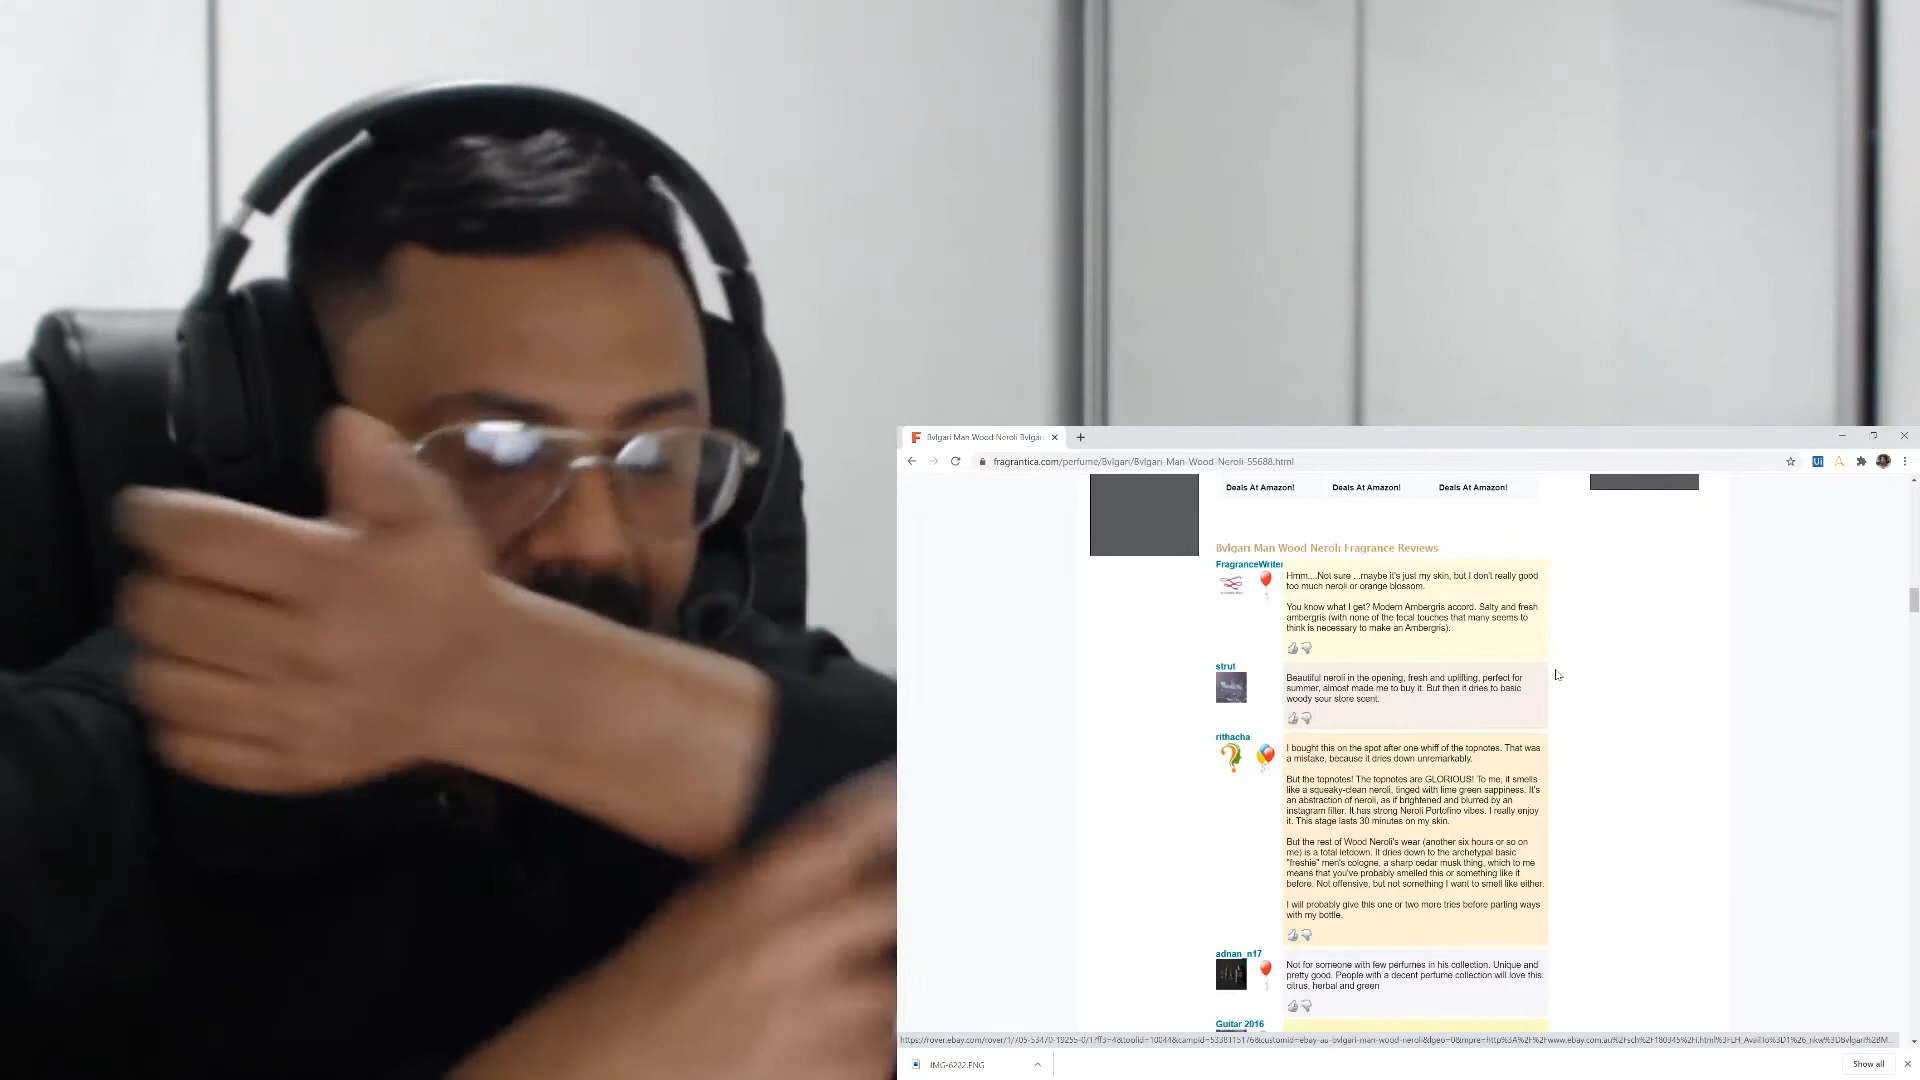 Bvlgari Man Wood Neroli Bvlgari
fragrantica.com/perfume/Bvlgari/Bvlgari-Man-Wood-Neroli-55688.html
Deals At Amazon! Deals At Amazon! Deals At Amazon!
Bvlgari Man Wood Neroli Fragrance Reviews
FragranceWriter
Hmm....Not sure ...maybe it's just my skin, but I don't really good
too much neroli or orange blossom.
You know what I get? Modern Ambergris accord. Salty and fresh
ambergris (with none of the fecal touches that many seems to
think is necessary to make an Ambergris).
strut
Beautiful neroli in the opening, fresh and uplifting, perfect for
summer, almost made me to buy it. But then it dries to basic
woody sour store scent.
rithacha
I bought this on the spot after one whiff of the topnotes. That was
a mistake, because it dries down unremarkably.
But the topnotes! The topnotes are GLORIOUS! To me, it smells
like a squeaky-clean neroli, tinged with lime green sappiness. It's
an abstraction of neroli, as if brightened and blurred by an
instagram filter. It has strong Neroli Portofino vibes. I really enjoy
it. This stage lasts 30 minutes on my skin.
But the rest of Wood Neroli's wear (another six hours or so on
me) is a total letdown. It dries down to the archetypal basic
"freshie" men's cologne, a sharp cedar musk thing, which to me
means that you've probably smelled this or something like it
before. Not offensive, but not something I want to smell like either.
I will probably give this one or two more tries before parting ways
with my bottle.
adnan_n17
Not for someone with few perfumes in his collection. Unique and
pretty good. People with a decent perfume collection will love this.
citrus, herbal and green
Guitar 2016
IMG-6222.PNG
Show all